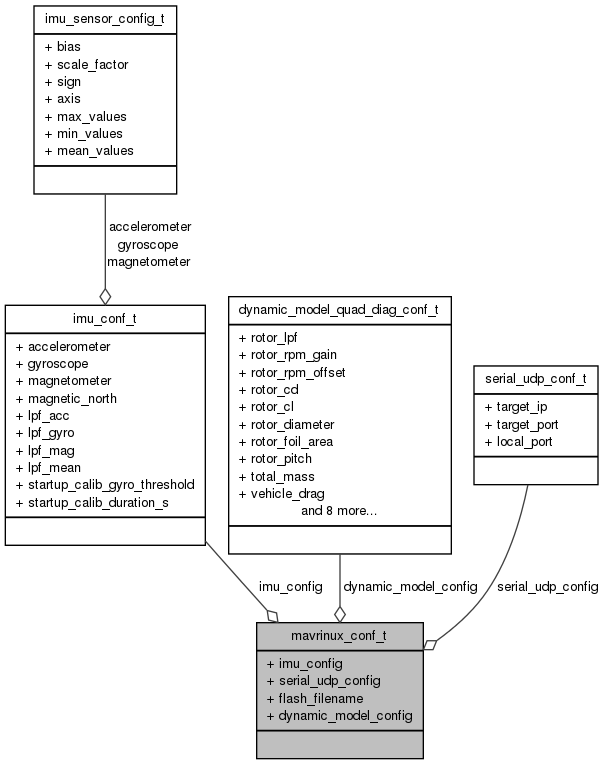 imu_sensor_config_t
+ bias
+ scale_factor
+ sign
+ axis
+ max_values
+ min_values
+ mean_values
accelerometer
gyroscope
magnetometer
imu_conf_t
+ accelerometer
+ gyroscope
+ magnetometer
+ magnetic_north
+ lpf_acc
+ lpf_gyro
+ lpf_mag
+ lpf_mean
+ startup_calib_gyro_threshold
+ startup_calib_duration_s
dynamic_model_quad_diag_conf_t
+ rotor_lpf
+ rotor_rpm_gain
+ rotor_rpm_offset
+ rotor_cd
+ rotor_cl
+ rotor_diameter
+ rotor_foil_area
+ rotor_pitch
+ total_mass
+ vehicle_drag
and 8 more...
serial_udp_conf_t
+ target_ip
+ target_port
+ local_port
imu_config
dynamic_model_config
serial_udp_config
mavrinux_conf_t
+ imu_config
+ serial_udp_config
+ flash_filename
+ dynamic_model_config